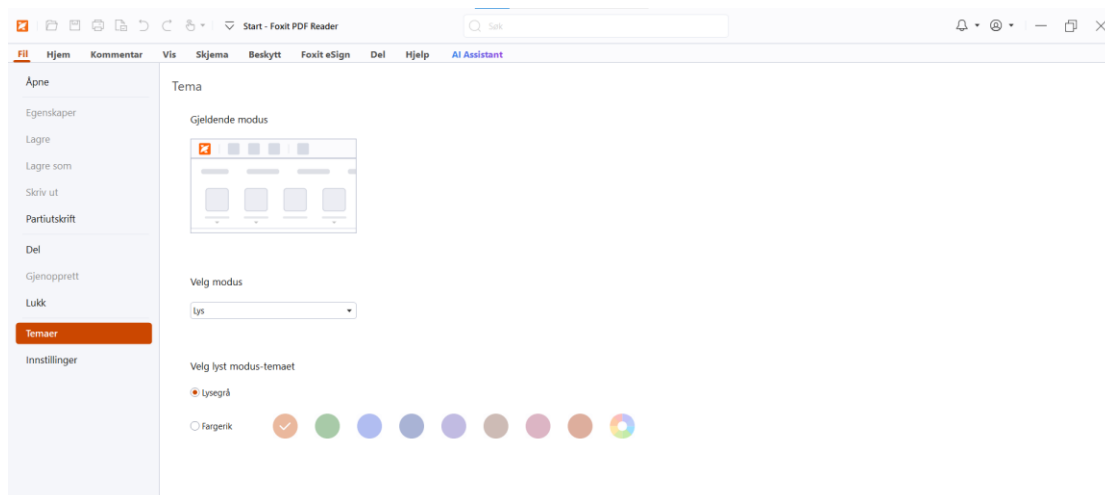 Start - Foxit PDF Reader
Søk
Fil Hjem Kommentar Vis Skjema Beskytt Foxit eSign Del Hjelp AI Assistant
Åpne
Egenskaper
Lagre
Lagre som
Skriv ut
Partiutskrift
Del
Gjenopprett
Lukk
Temaer
Innstillinger
Tema
Gjeldende modus
Velg modus
Lys
Velg lyst modus-temaet
Lysegrå
Fargerik